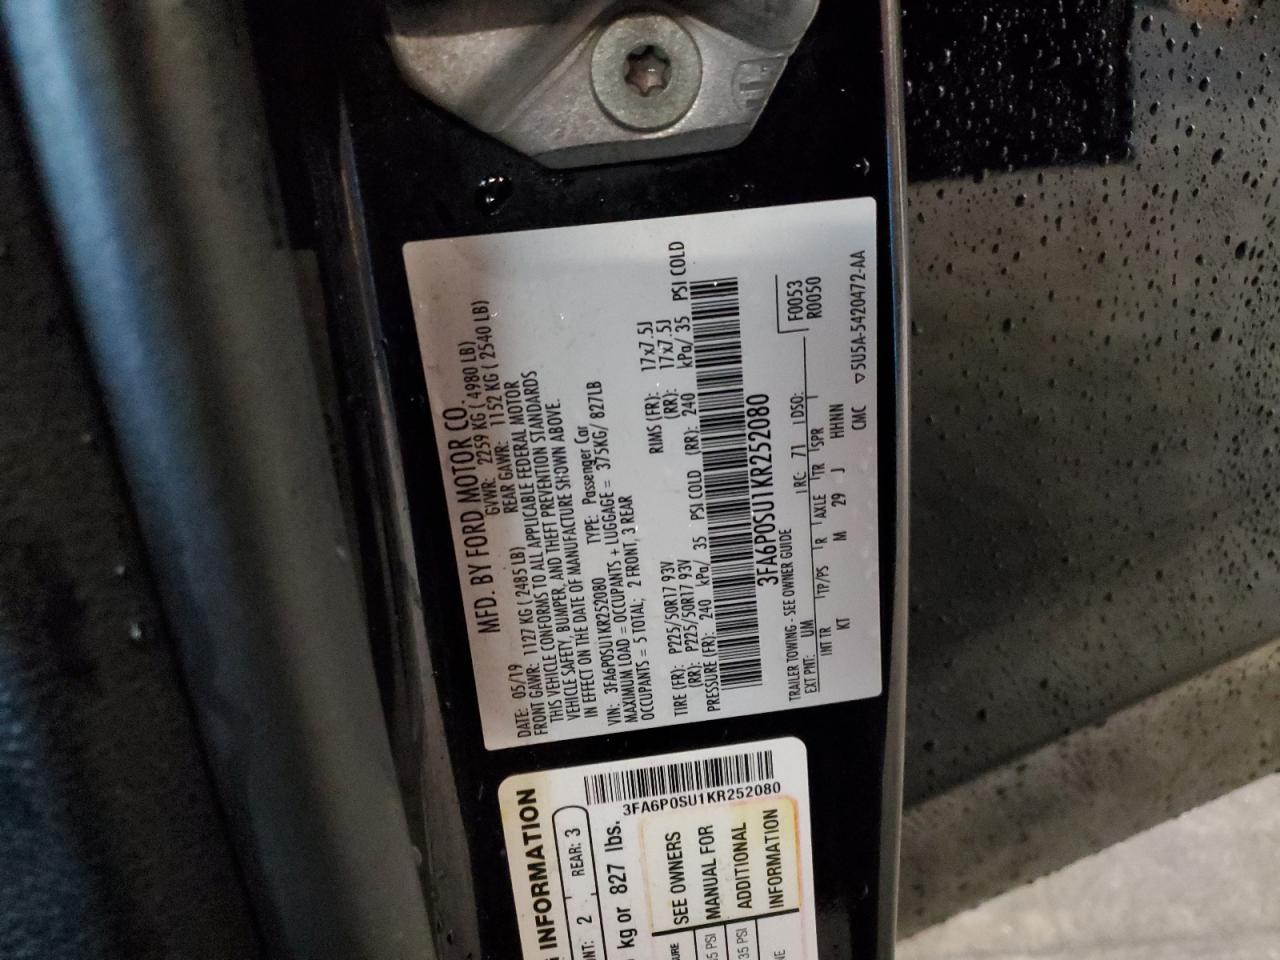 MFD. BY FORD MOTOR CO.
DATE: 05/19 GVWR: 2259 KG ( 4980 LB)
FRONT GAWR: 1127 KG ( 2485 LB) REAR GAWR: 1152 KG ( 2540 LB)
THIS VEHICLE CONFORMS TO ALL APPLICABLE FEDERAL MOTOR
VEHICLE SAFETY, BUMPER, AND THEFT PREVENTION STANDARDS
IN EFFECT ON THE DATE OF MANUFACTURE SHOWN ABOVE.
VIN: 3FA6P0SU1KR252080 TYPE: Passenger Car
MAXIMUM LOAD = OCCUPANTS + LUGGAGE = 375KG/ 827LB
OCCUPANTS = 5 TOTAL; 2 FRONT, 3 REAR
TIRE (FR): P225/50R17 93V RIMS (FR): 17x7.5J
(RR): P225/50R17 93V (RR): 17x7.5J
PRESSURE (FR): 240 kPa/ 35 PSI COLD (RR): 240 kPa/ 35 PSI COLD
3FA6P0SU1KR252080
TRAILER TOWING - SEE OWNER GUIDE F0053
EXT PNT: UM RC: 71 DSO: R0050
INT TR TP/PS R AXLE TR SPR
KT M 29 J HHNN
CMC ▽5U5A-5420472-AA
INFORMATION
2 REAR: 3
kg or 827 lbs.
3FA6P0SU1KR252080
SEE OWNERS
MANUAL FOR
ADDITIONAL
INFORMATION
35 PSI